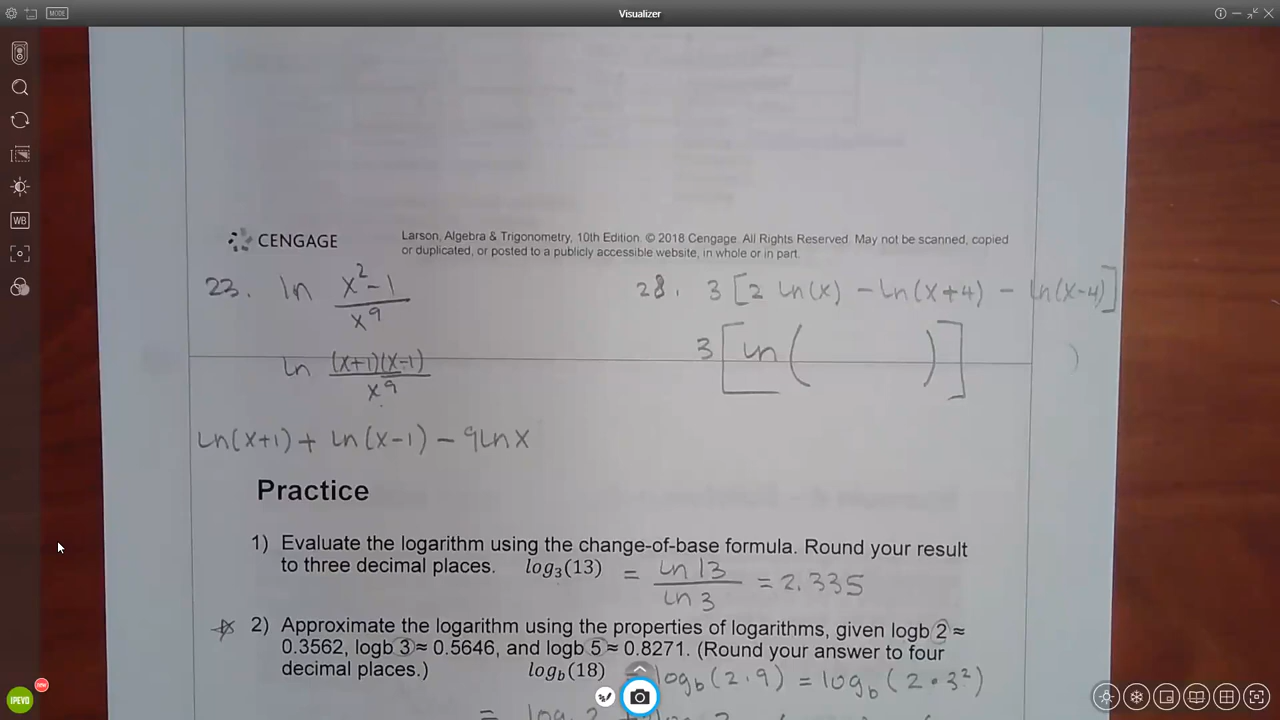 MODE
Visualizer
WB
CENGAGE
Larson, Algebra & Trigonometry, 10th Edition. © 2018 Cengage. All Rights Reserved. May not be scanned, copied
or duplicated, or posted to a publicly accessible website, in whole or in part.
23. ln (x²-1)/x⁹
ln (x+1)(x-1)/x⁹
ln(x+1) + ln(x-1) - 9lnx
28. 3 [2 ln(x) - ln(x+4) - ln(x-4)]
3 [ln ( )]
)
Practice
1) Evaluate the logarithm using the change-of-base formula. Round your result
to three decimal places. log₃(13) = ln 13 / ln 3 = 2.335
2) Approximate the logarithm using the properties of logarithms, given logb 2 ≈
0.3562, logb 3 ≈ 0.5646, and logb 5 ≈ 0.8271. (Round your answer to four
decimal places.) log_b(18) = log_b (2·9) = log_b (2·3²)
IPEVO